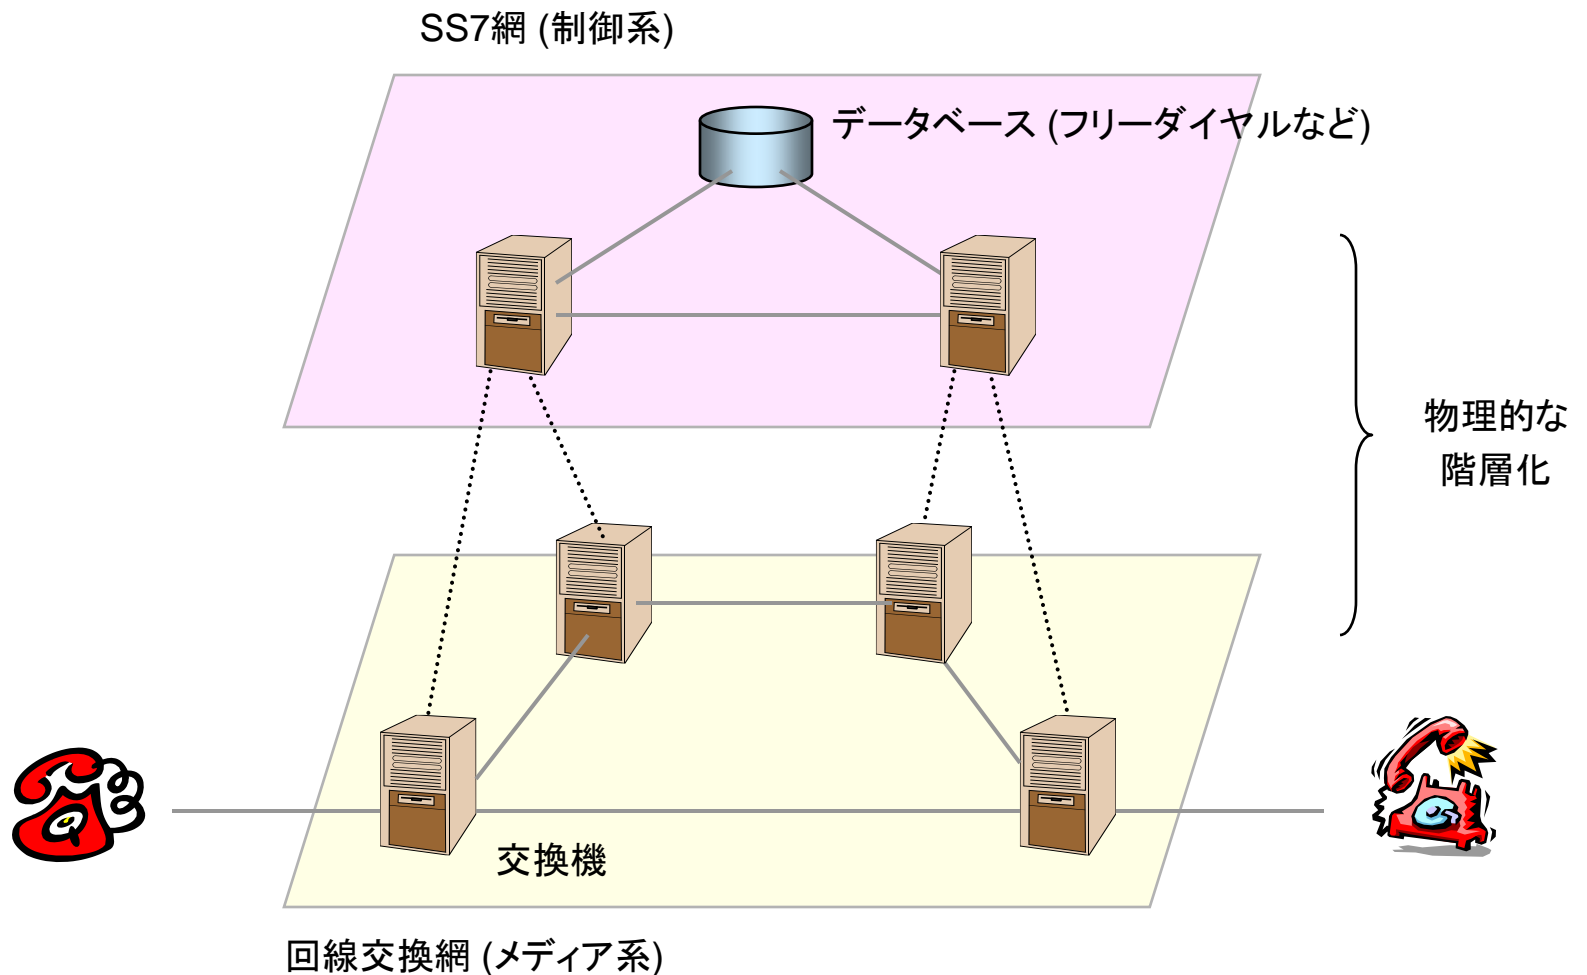 SS7網 (制御系)
データベース (フリーダイヤルなど)
物理的な
階層化
交換機
回線交換網 (メディア系)